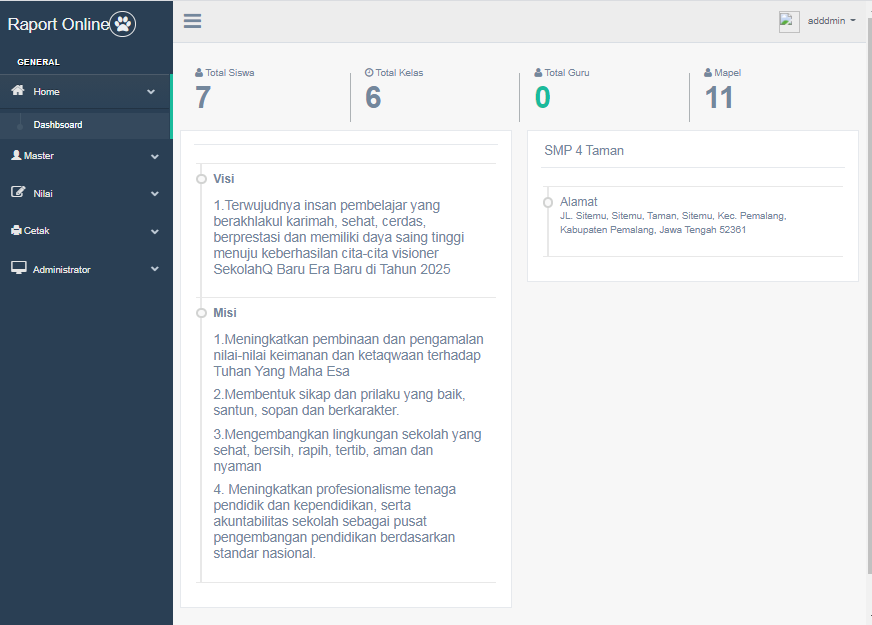 Raport Online
GENERAL
Home
Dashbsoard
Master
Nilai
Cetak
Administrator
adddmin
Total Siswa
7
Total Kelas
6
Total Guru
0
Mapel
11
Visi
1.Terwujudnya insan pembelajar yang
berakhlakul karimah, sehat, cerdas,
berprestasi dan memiliki daya saing tinggi
menuju keberhasilan cita-cita visioner
SekolahQ Baru Era Baru di Tahun 2025
Misi
1.Meningkatkan pembinaan dan pengamalan
nilai-nilai keimanan dan ketaqwaan terhadap
Tuhan Yang Maha Esa
2.Membentuk sikap dan prilaku yang baik,
santun, sopan dan berkarakter.
3.Mengembangkan lingkungan sekolah yang
sehat, bersih, rapih, tertib, aman dan
nyaman
4. Meningkatkan profesionalisme tenaga
pendidik dan kependidikan, serta
akuntabilitas sekolah sebagai pusat
pengembangan pendidikan berdasarkan
standar nasional.
SMP 4 Taman
Alamat
JL. Sitemu, Sitemu, Taman, Sitemu, Kec. Pemalang,
Kabupaten Pemalang, Jawa Tengah 52361